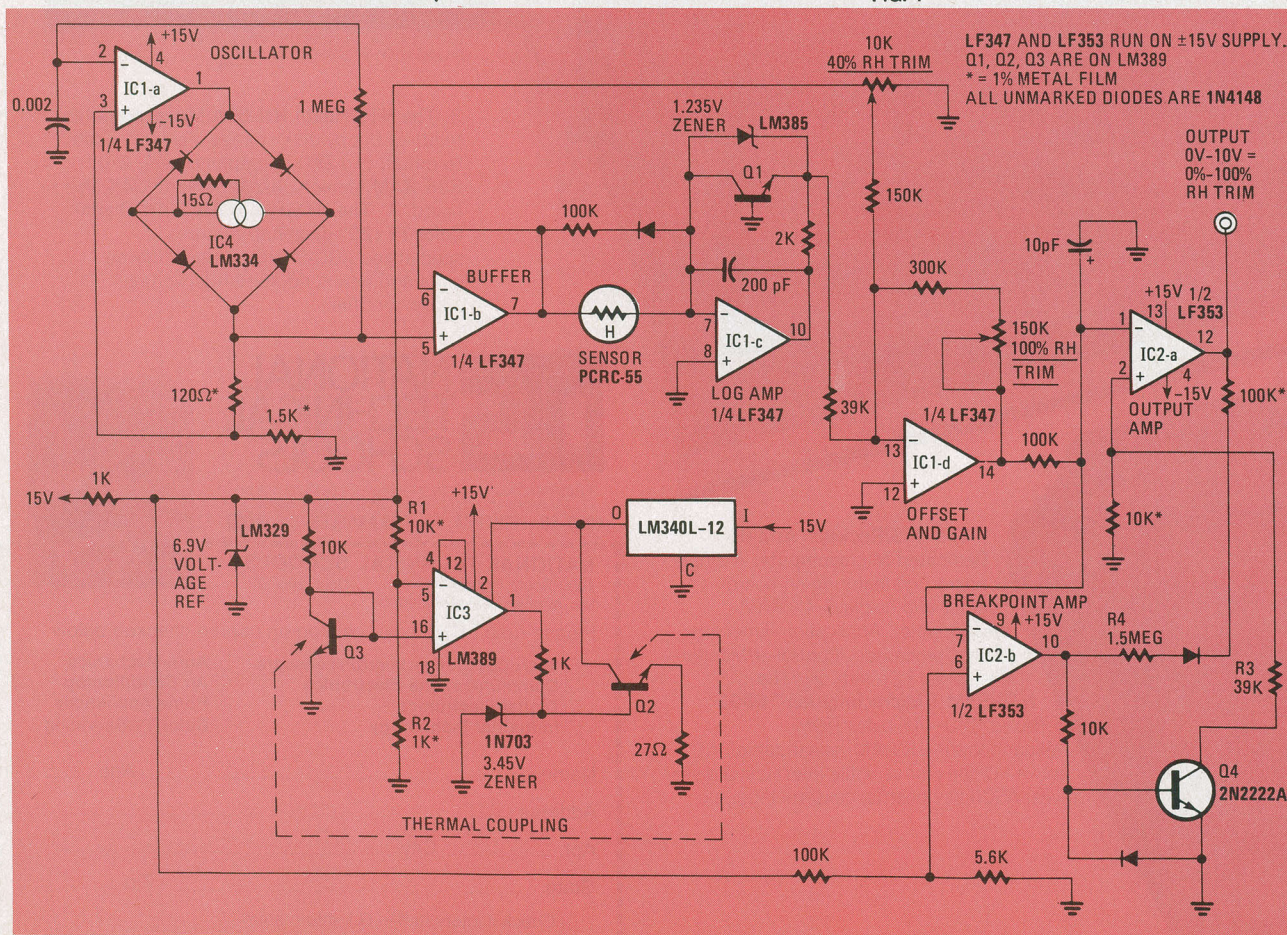 LF347 AND LF353 RUN ON ±15V SUPPLY.
Q1, Q2, Q3 ARE ON LM389
* = 1% METAL FILM
ALL UNMARKED DIODES ARE 1N4148
2
+15V
4
OSCILLATOR
IC1-a
1
3
-15V
1/4 LF347
0.002
1 MEG
15Ω
IC4
LM334
120Ω*
1.5K *
10K
40% RH TRIM
1.235V
ZENER
LM385
Q1
150K
2K
200 pF
100K
BUFFER
6
IC1-b
7
5
1/4 LF347
H
SENSOR
PCRC-55
7
IC1-c
10
8
LOG AMP
1/4 LF347
39K
300K
150K
100% RH
TRIM
1/4 LF347
13
IC1-d
14
12
OFFSET
AND GAIN
100K
10pF
+
OUTPUT
0V-10V =
0%-100%
RH TRIM
+15V
1/2
LF353
13
1
12
IC2-a
2
4
-15V
OUTPUT
AMP
100K*
10K*
15V
1K
6.9V
VOLT-
AGE
REF
LM329
10K
R1
10K*
+15V
4
12
2
5
IC3
1
16
18
LM389
Q3
R2
1K*
1K
1N703
3.45V
ZENER
O
LM340L-12
I
15V
C
Q2
27Ω
THERMAL COUPLING
BREAKPOINT AMP
9
+15V
7
10
IC2-b
6
1/2 LF353
R4
1.5MEG
R3
39K
10K
Q4
2N2222A
100K
5.6K